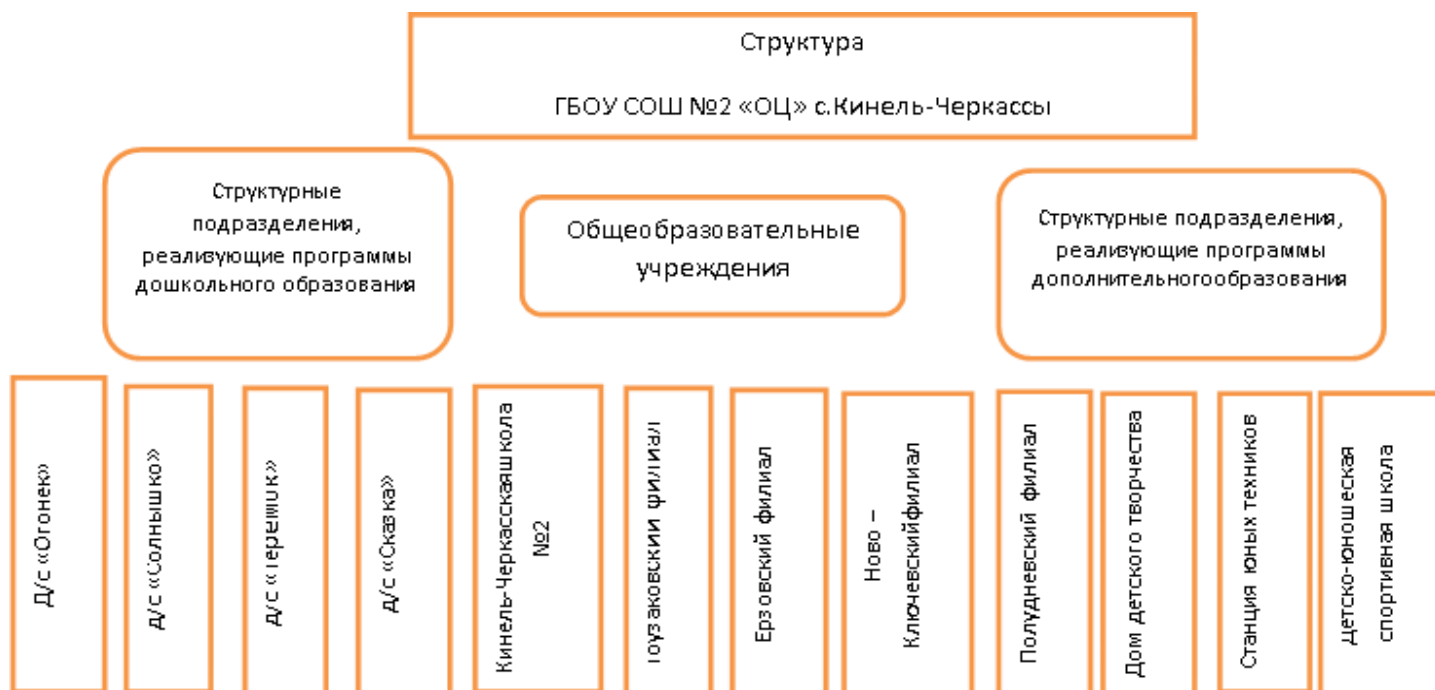 Структура
ГБОУ СОШ №2 «ОЦ» с.Кинель-Черкассы
Структурные
подразделения,
реализующие программы
дошкольного образования
Общеобразовательные
учреждения
Структурные подразделения,
реализующие программы
дополнительногообразования
Д/с «Огонек»
д/с «Солнышко»
д/с «Теремок»
д/с «Сказка»
Кинель-Черкасскаяшкола
№2
филиал
Ерзовский филиал
Ново –
Ключевскийфилиал
Полудневский филиал
Дом детского творчества
Станция юных техников
детско-юношеская
спортивная школа